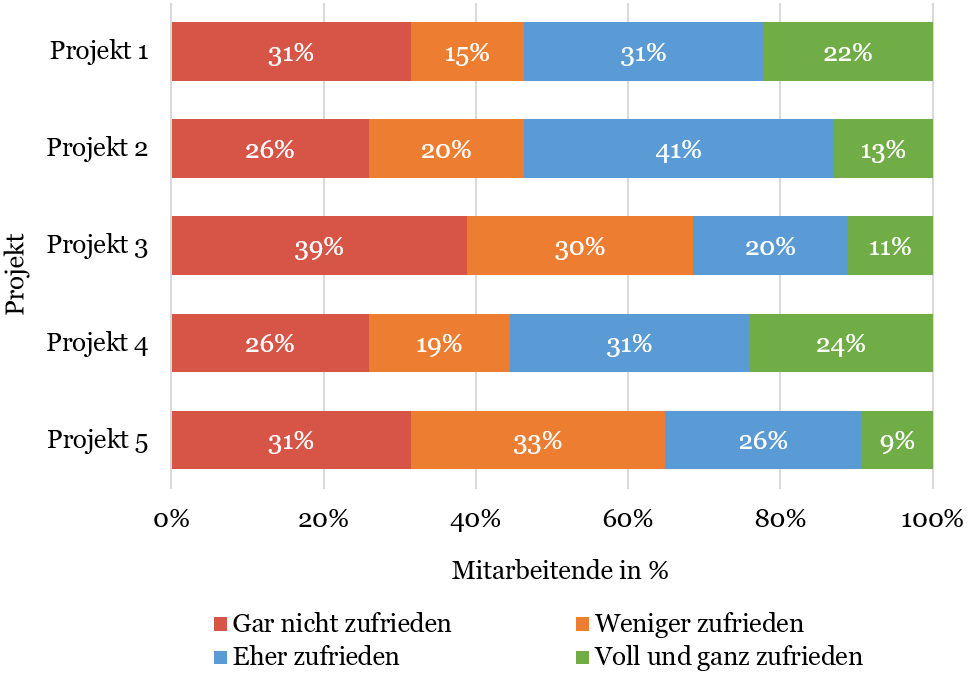 Projekt 1 31% 15% 31% 22%
Projekt 2 26% 20% 41% 13%
Projekt 3 39% 30% 20% 11%
Projekt 4 26% 19% 31% 24%
Projekt 5 31% 33% 26% 9%
Projekt
0% 20% 40% 60% 80% 100%
Mitarbeitende in %
Gar nicht zufrieden Weniger zufrieden
Eher zufrieden Voll und ganz zufrieden